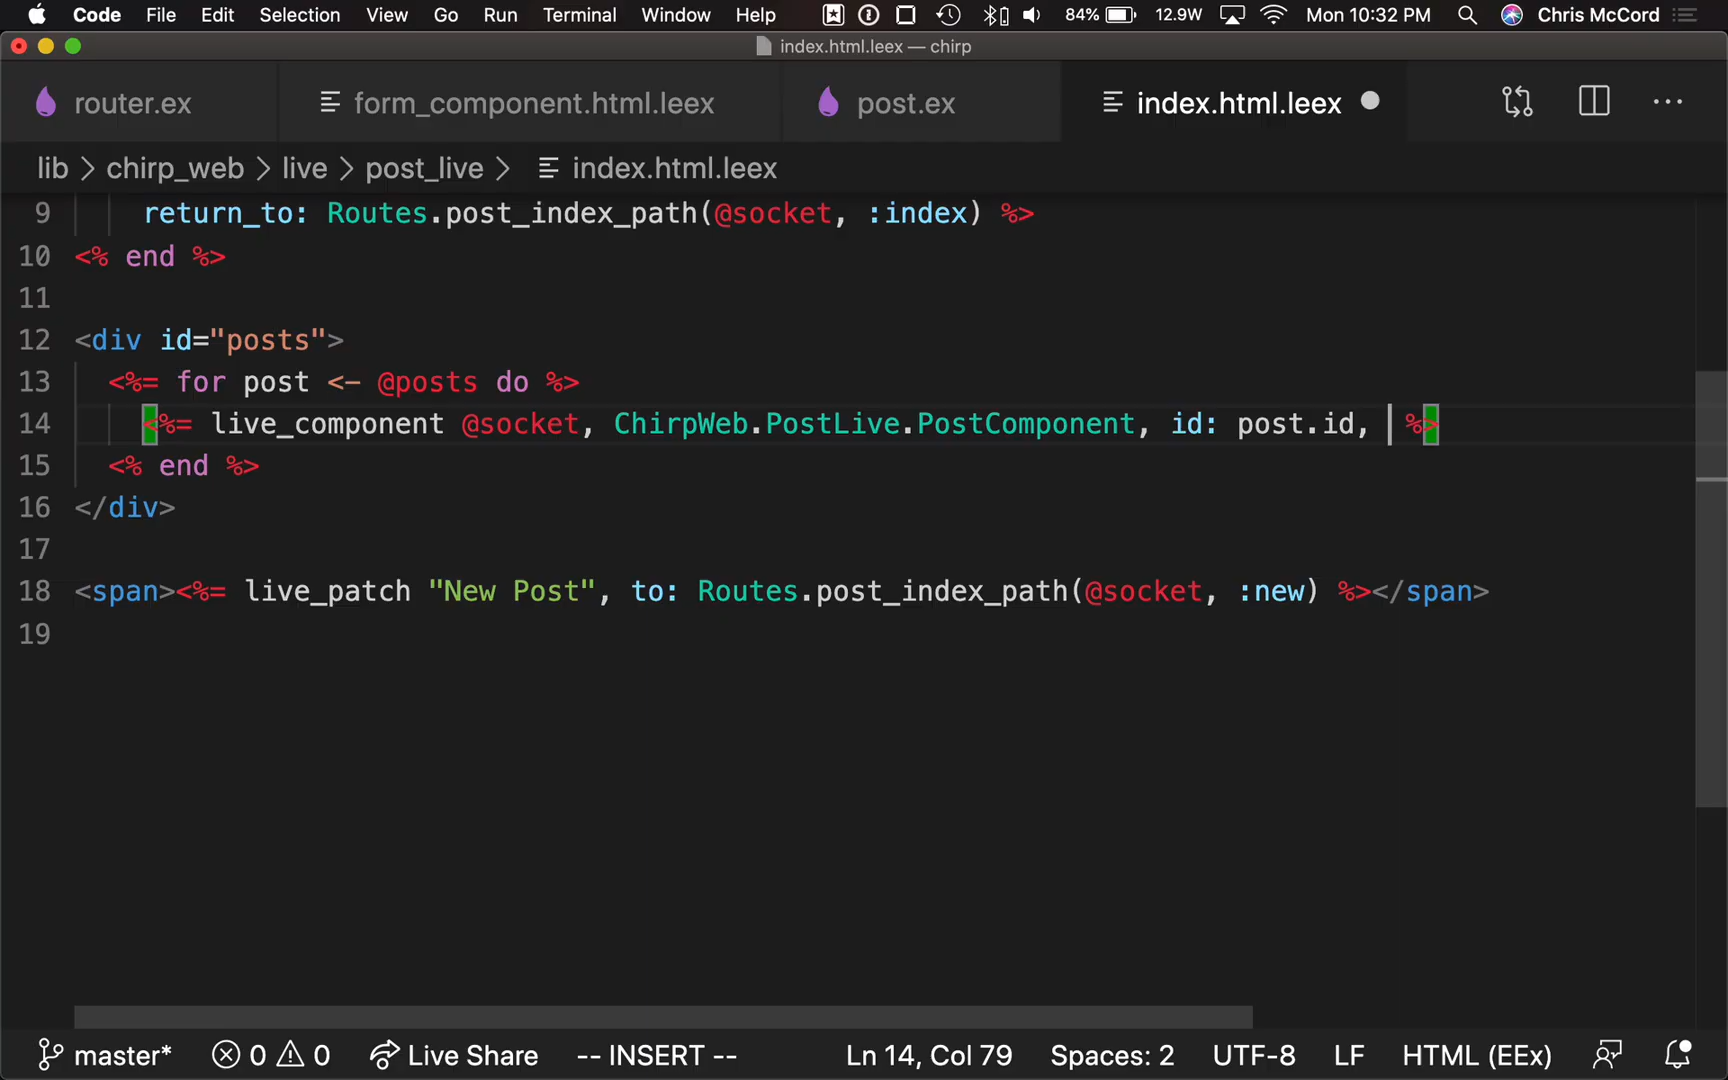 Code File Edit Selection View Go Run Terminal Window Help 84% 12.9W Mon 10:32 PM Chris McCord
index.html.leex — chirp
router.ex form_component.html.leex post.ex index.html.leex
lib > chirp_web > live > post_live > index.html.leex
9 return_to: Routes.post_index_path(@socket, :index) %>
10 <% end %>
11
12 <div id="posts">
13 <%= for post <- @posts do %>
14 <%= live_component @socket, ChirpWeb.PostLive.PostComponent, id: post.id, %>
15 <% end %>
16 </div>
17
18 <span><%= live_patch "New Post", to: Routes.post_index_path(@socket, :new) %></span>
19
master* 0 0 Live Share -- INSERT -- Ln 14, Col 79 Spaces: 2 UTF-8 LF HTML (EEx)